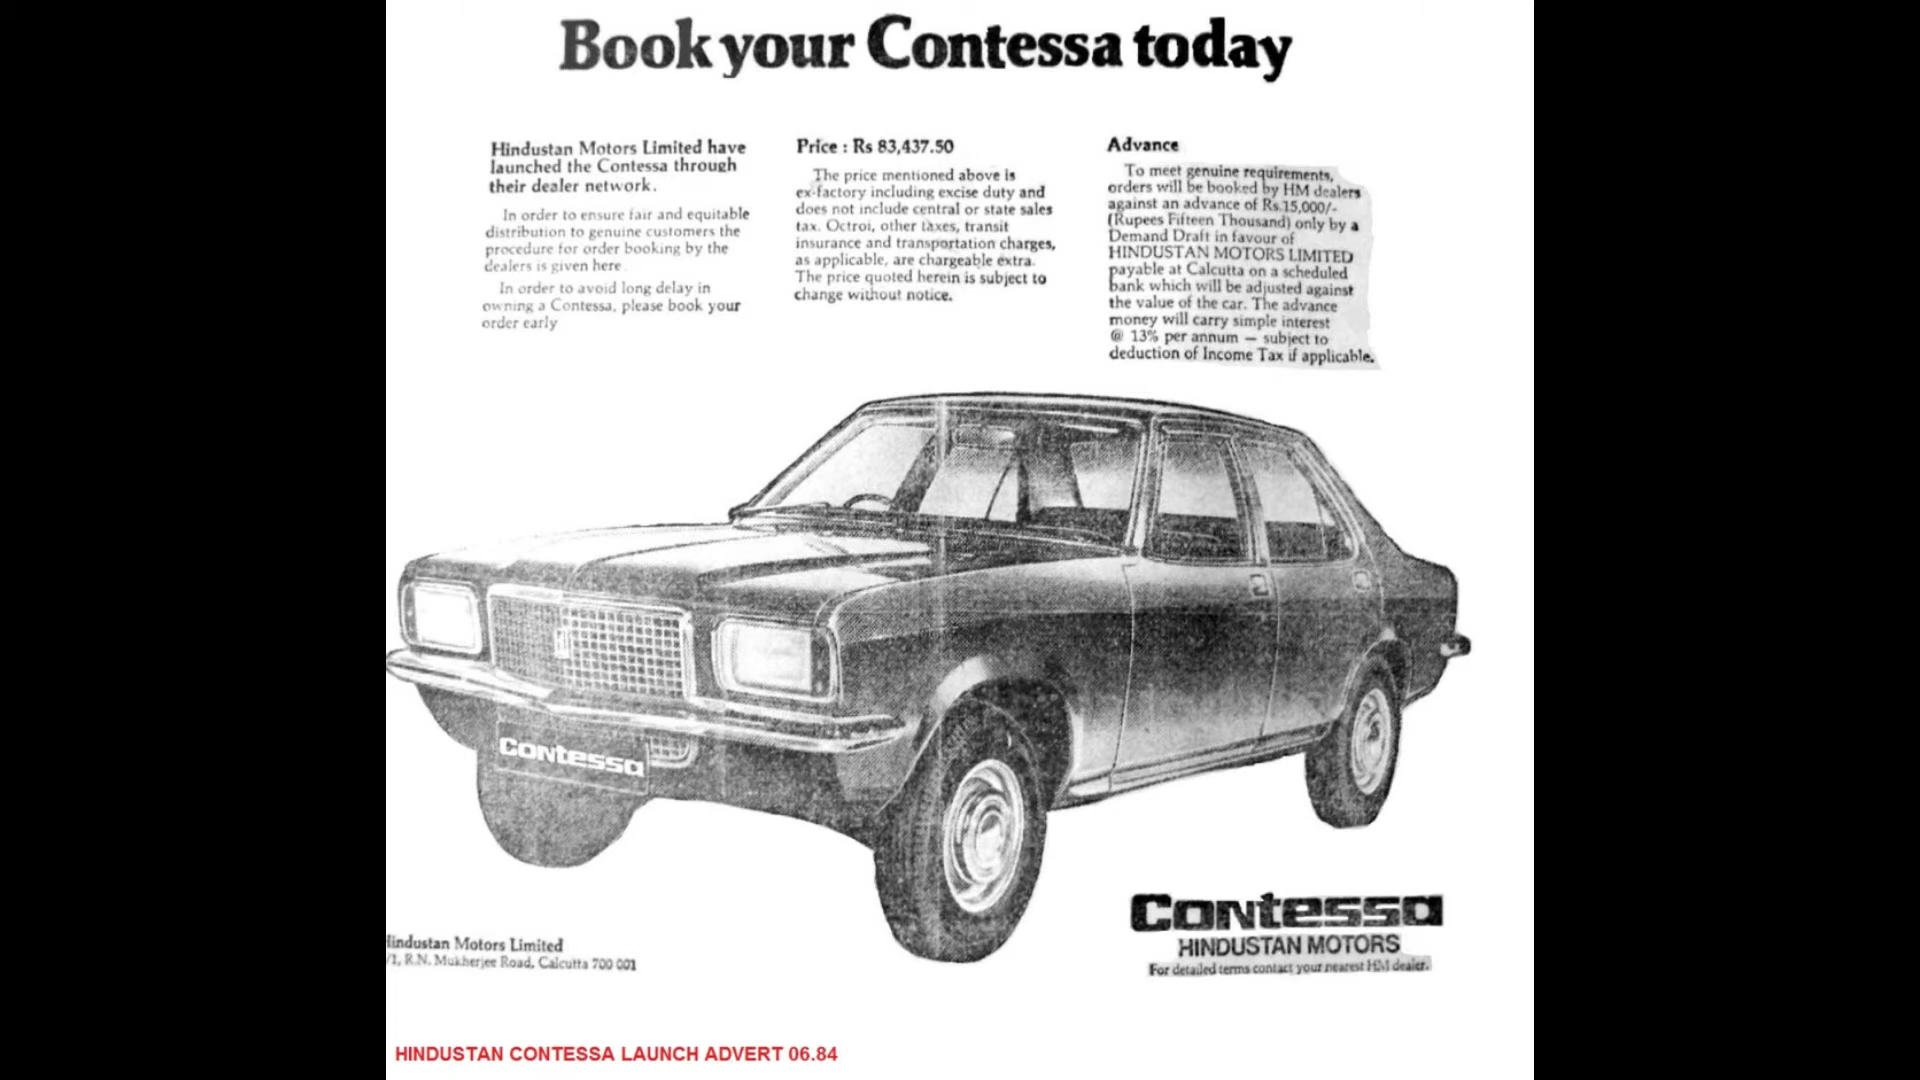 Book your Contessa today
Hindustan Motors Limited have
launched the Contessa through
their dealer network.
In order to ensure fair and equitable
distribution to genuine customers the
procedure for order booking by the
dealers is given here
In order to avoid long delay in
owning a Contessa, please book your
order early
Price : Rs 83,437.50
The price mentioned above is
ex-factory including excise duty and
does not include central or state sales
tax. Octroi, other taxes, transit
insurance and transportation charges,
as applicable, are chargeable extra.
The price quoted herein is subject to
change without notice.
Advance
To meet genuine requirements,
orders will be booked by HM dealers
against an advance of Rs.15,000/-
(Rupees Fifteen Thousand) only by a
Demand Draft in favour of
HINDUSTAN MOTORS LIMITED
payable at Calcutta on a scheduled
bank which will be adjusted against
the value of the car. The advance
money will carry simple interest
@ 13% per annum — subject to
deduction of Income Tax if applicable.
Contessa
Contessa
HINDUSTAN MOTORS
For detailed terms contact your nearest HM dealer.
Hindustan Motors Limited
/1, R.N. Mukherjee Road, Calcutta 700 001
HINDUSTAN CONTESSA LAUNCH ADVERT 06.84